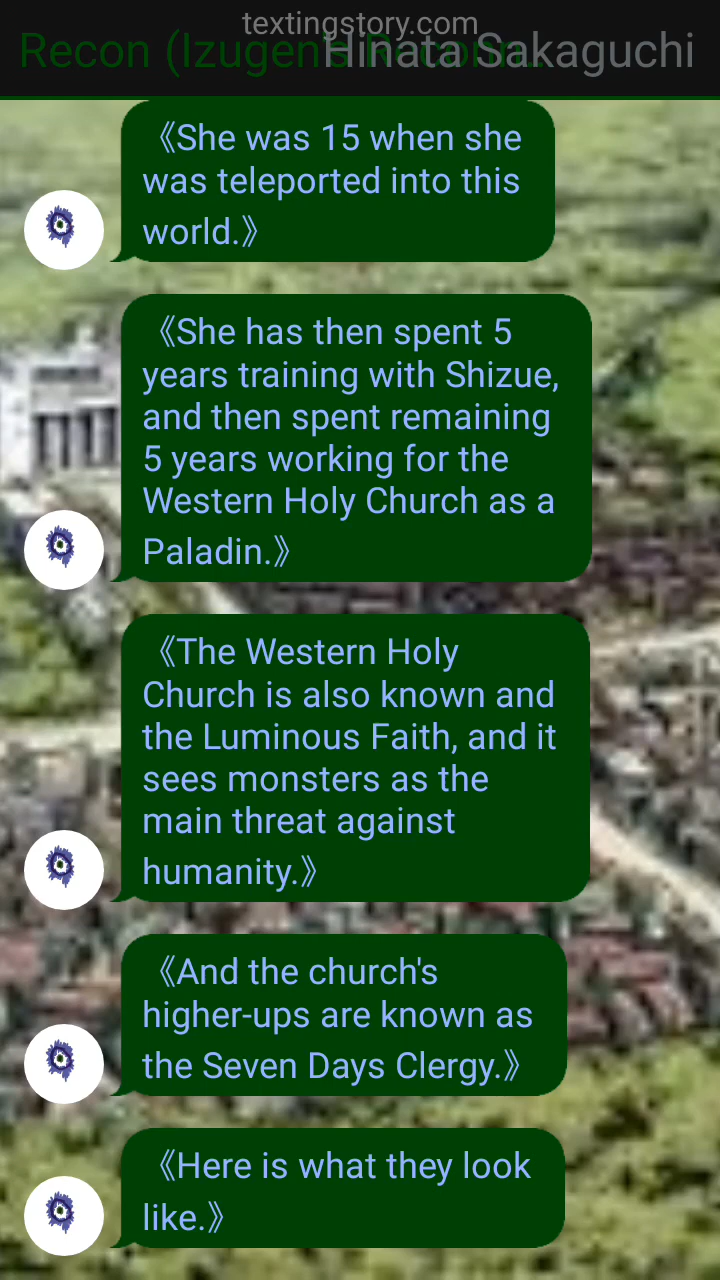 textingstory.com
Recon (Izugen's Recon...
Hinata Sakaguchi
《She was 15 when she
was teleported into this
world.》
《She has then spent 5
years training with Shizue,
and then spent remaining
5 years working for the
Western Holy Church as a
Paladin.》
《The Western Holy
Church is also known and
the Luminous Faith, and it
sees monsters as the
main threat against
humanity.》
《And the church's
higher-ups are known as
the Seven Days Clergy.》
《Here is what they look
like.》